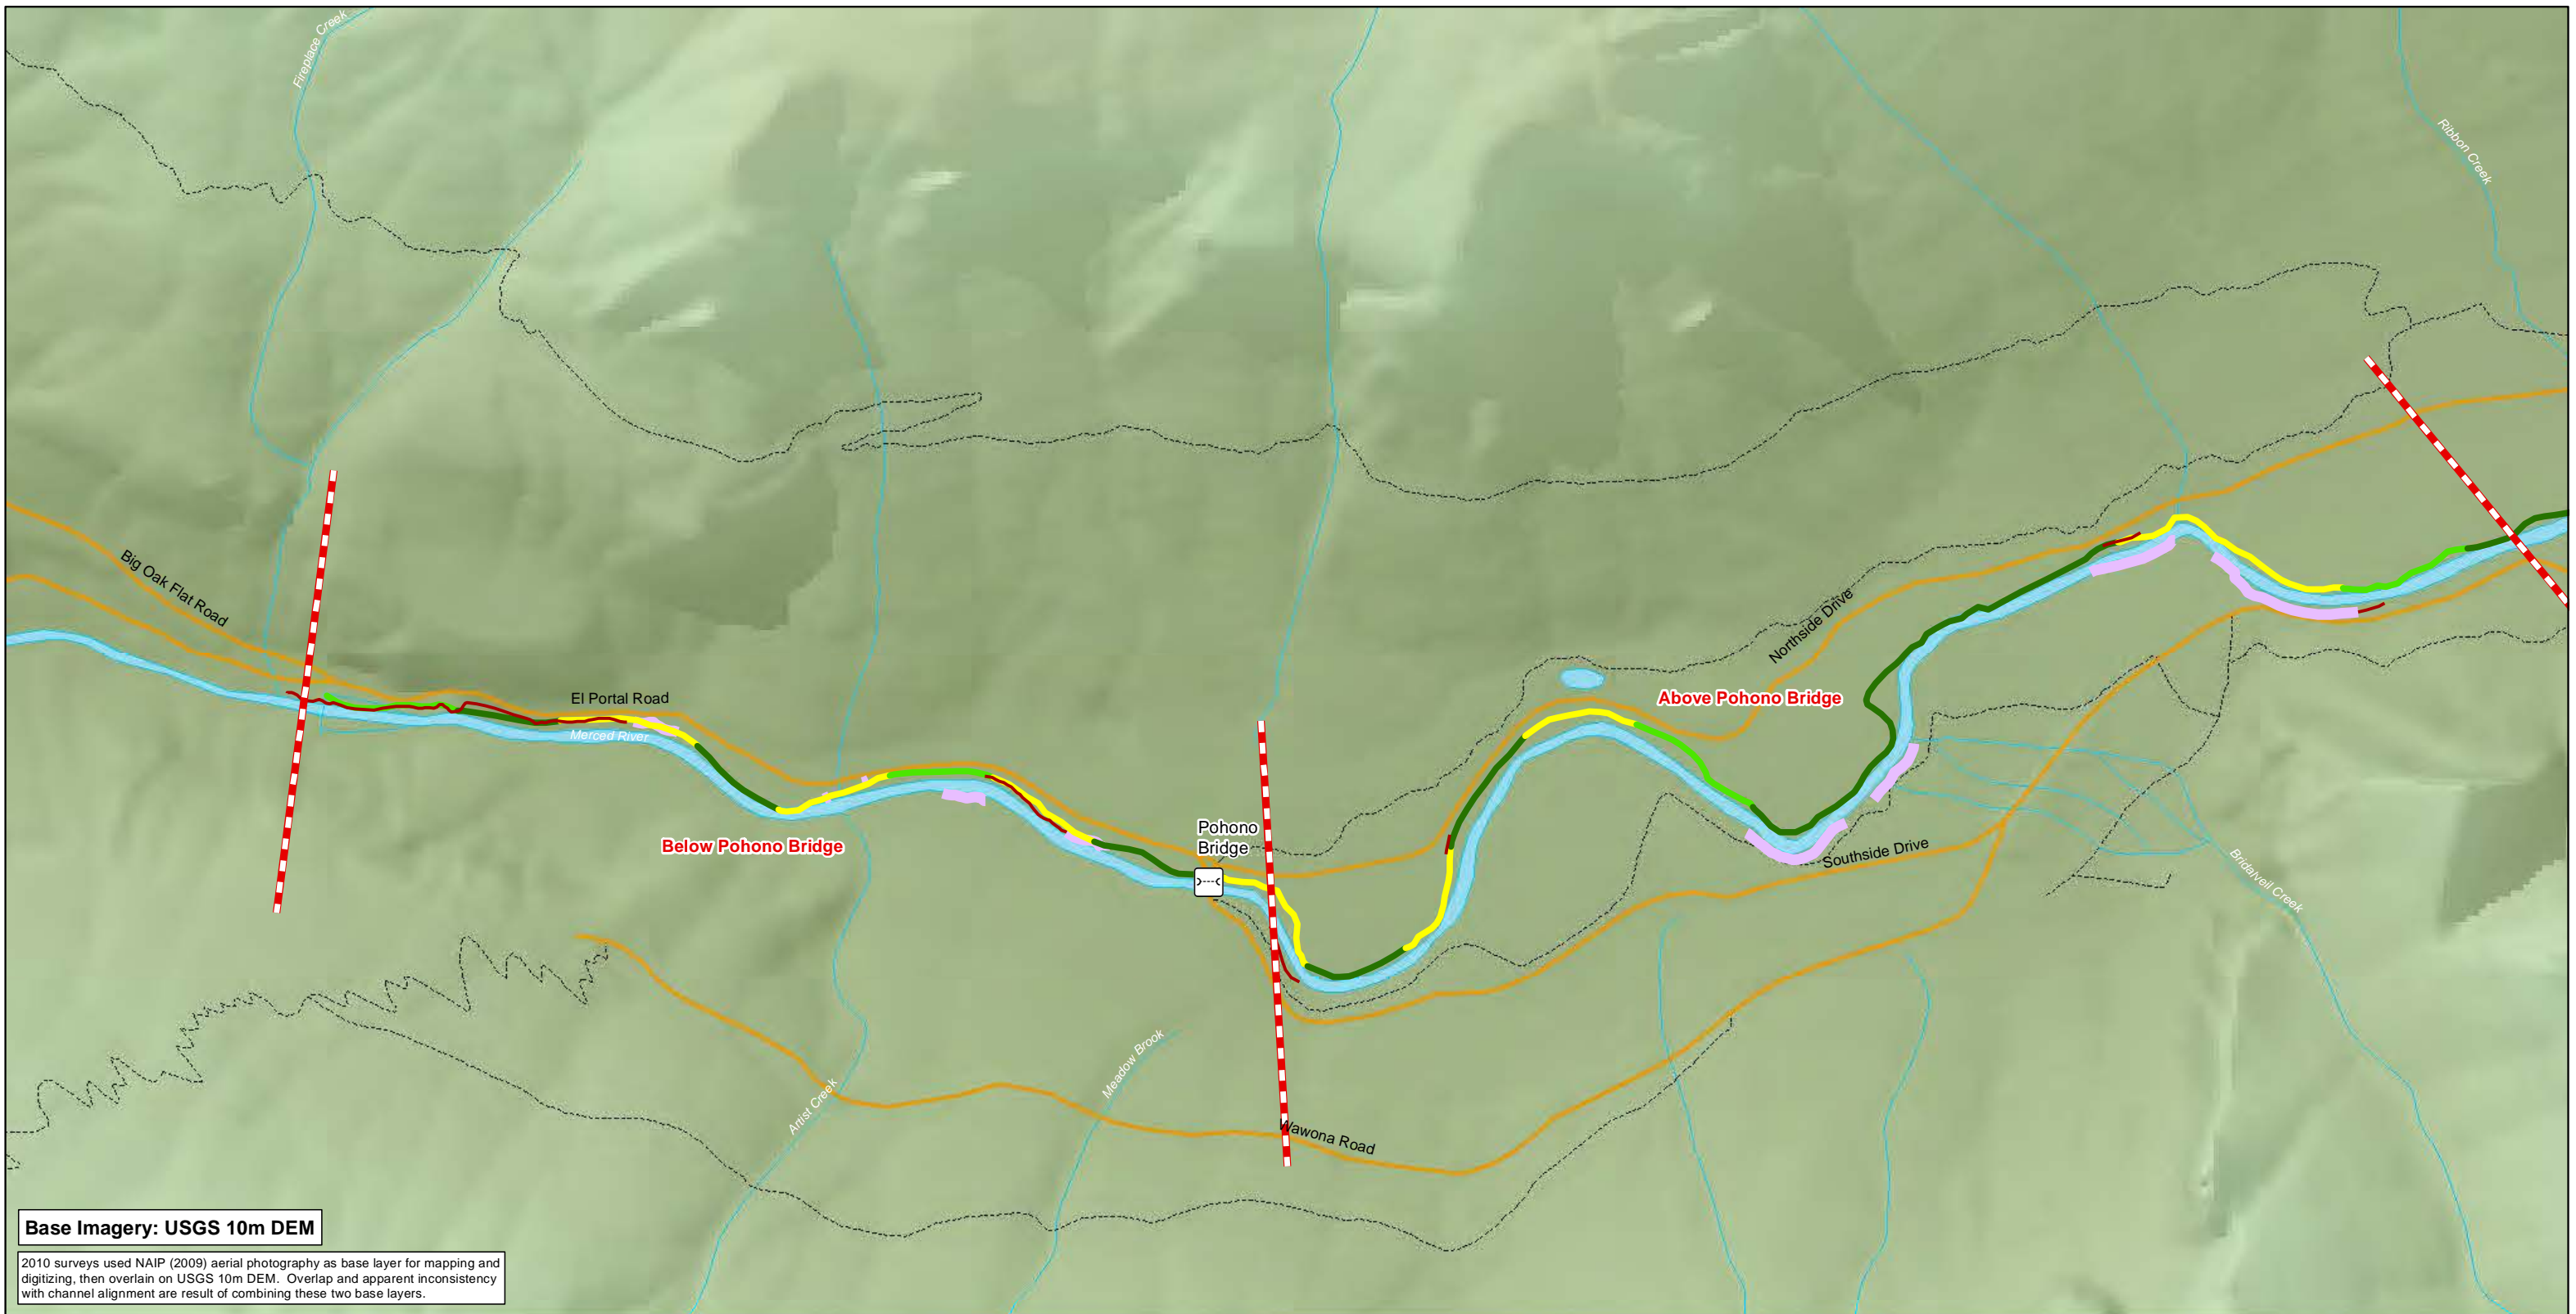 Fireplace Creek
Ribbon Creek
Big Oak Flat Road
El Portal Road
Merced River
Northside Drive
Above Pohono Bridge
Below Pohono Bridge
Pohono
Bridge
Southside Drive
Bridalveil Creek
Meadow Brook
Artist Creek
Wawona Road
Base Imagery: USGS 10m DEM
2010 surveys used NAIP (2009) aerial photography as base layer for mapping and
digitizing, then overlain on USGS 10m DEM. Overlap and apparent inconsistency
with channel alignment are result of combining these two base layers.